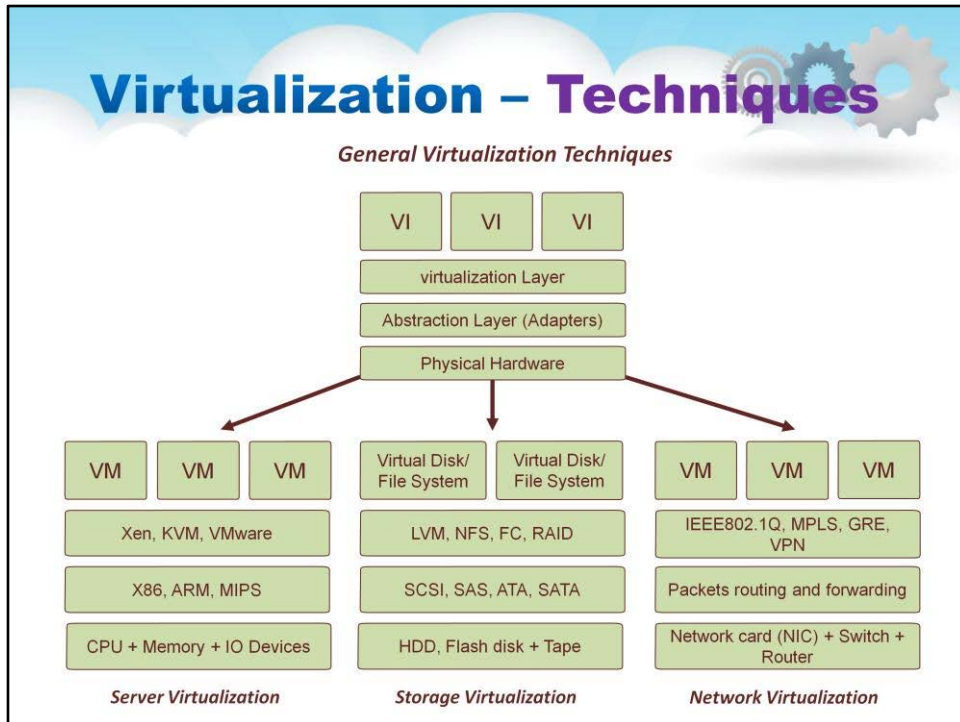 Virtualization – Techniques
General Virtualization Techniques
VI
VI
VI
virtualization Layer
Abstraction Layer (Adapters)
Physical Hardware
VM
VM
VM
Xen, KVM, VMware
X86, ARM, MIPS
CPU + Memory + IO Devices
Server Virtualization
Virtual Disk/
File System
Virtual Disk/
File System
LVM, NFS, FC, RAID
SCSI, SAS, ATA, SATA
HDD, Flash disk + Tape
Storage Virtualization
VM
VM
VM
IEEE802.1Q, MPLS, GRE,
VPN
Packets routing and forwarding
Network card (NIC) + Switch +
Router
Network Virtualization